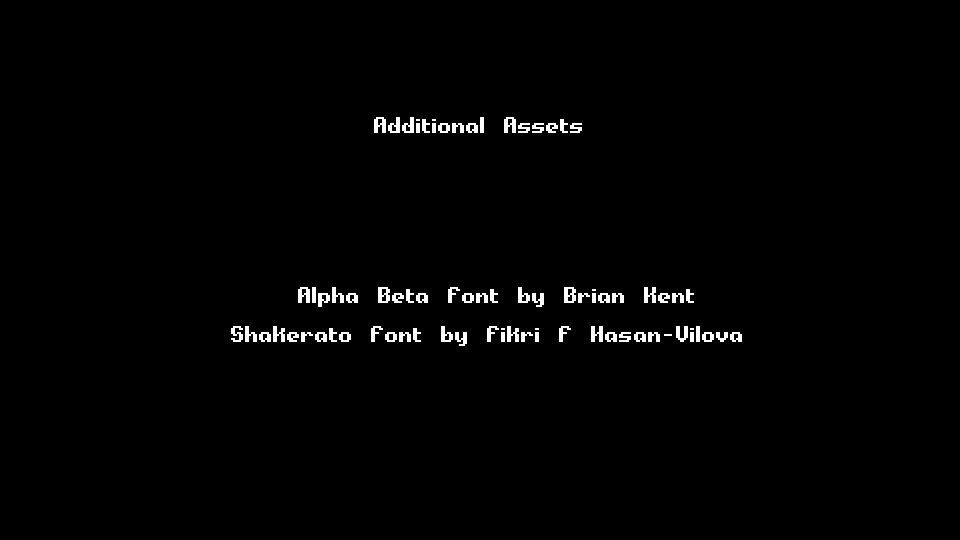 Additional Assets
Alpha Beta font by Brian Kent
Shakerato font by Fikri F Hasan-Vilova